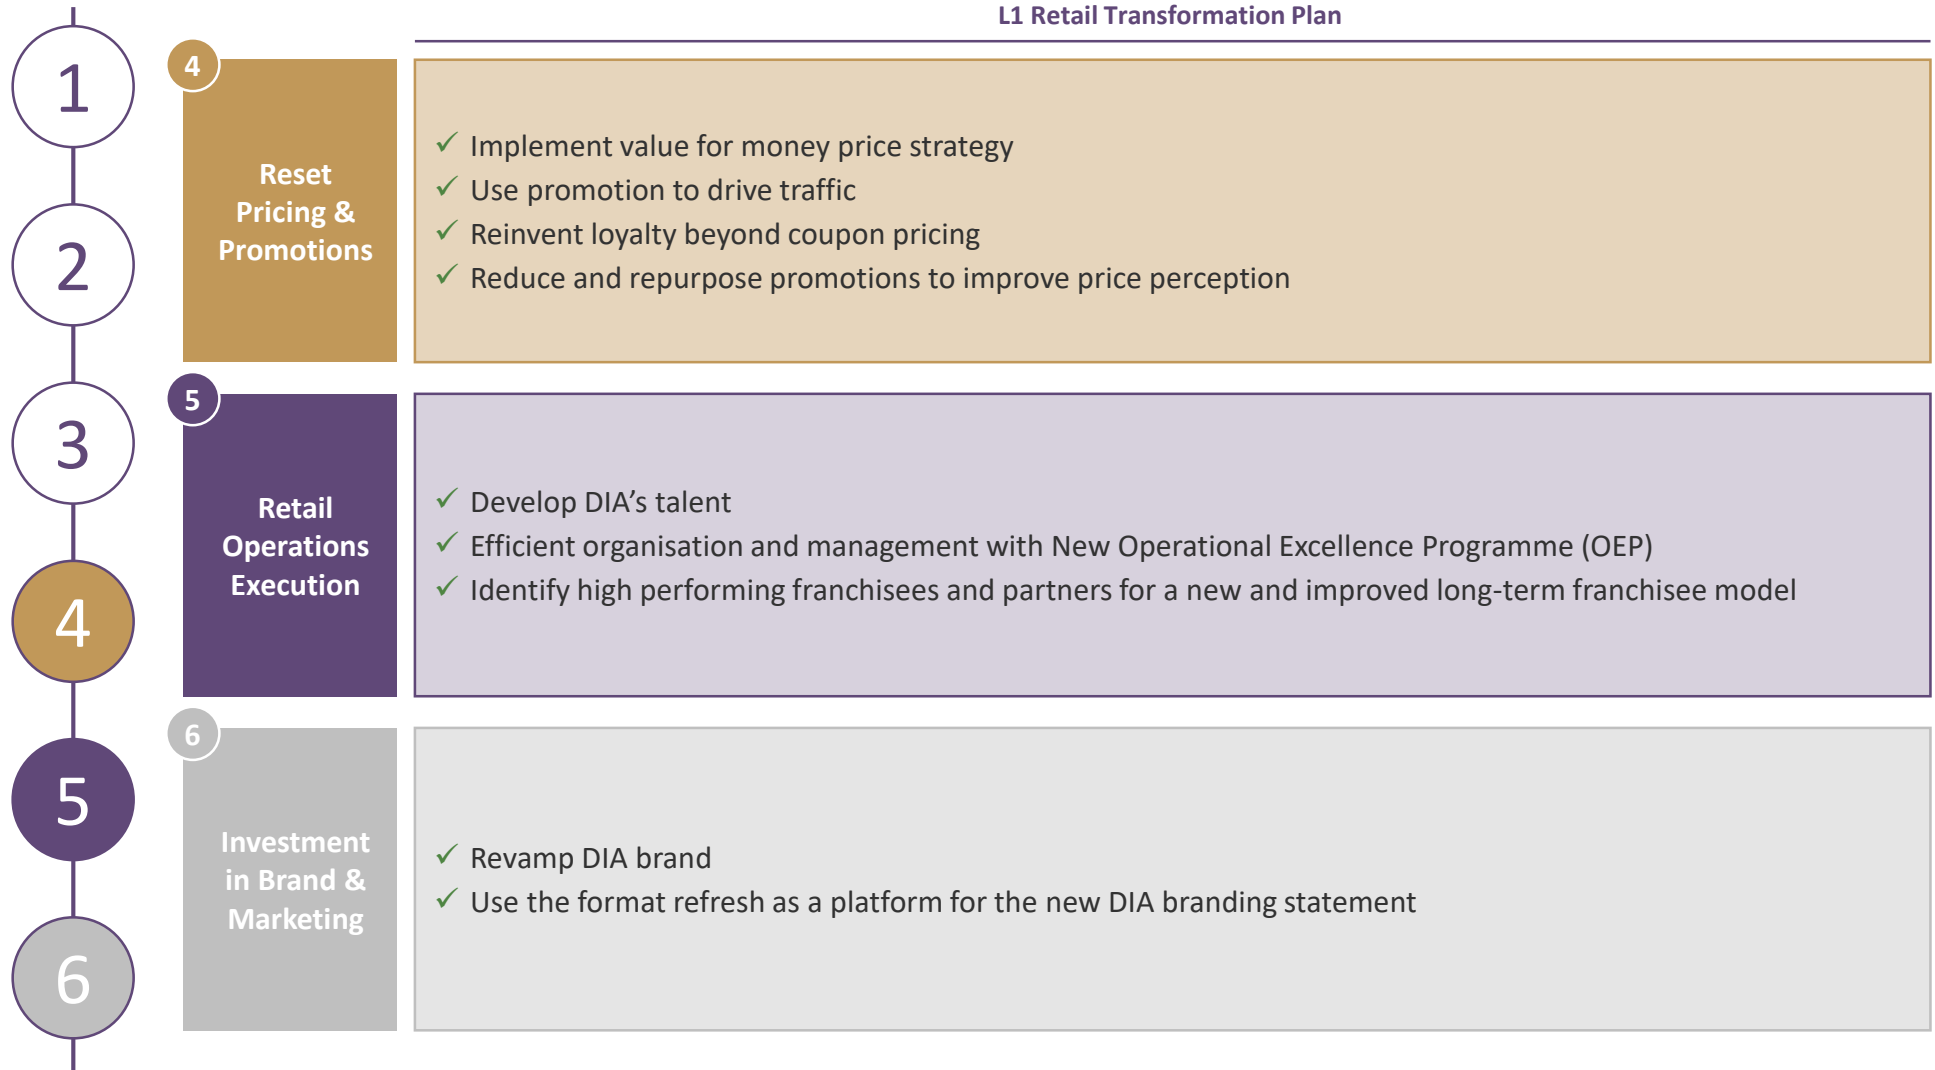 L1 Retail Transformation Plan
1
2
3
4
5
6
4
Reset
Pricing &
Promotions
✓ Implement value for money price strategy
✓ Use promotion to drive traffic
✓ Reinvent loyalty beyond coupon pricing
✓ Reduce and repurpose promotions to improve price perception
5
Retail
Operations
Execution
✓ Develop DIA’s talent
✓ Efficient organisation and management with New Operational Excellence Programme (OEP)
✓ Identify high performing franchisees and partners for a new and improved long-term franchisee model
6
Investment
in Brand &
Marketing
✓ Revamp DIA brand
✓ Use the format refresh as a platform for the new DIA branding statement